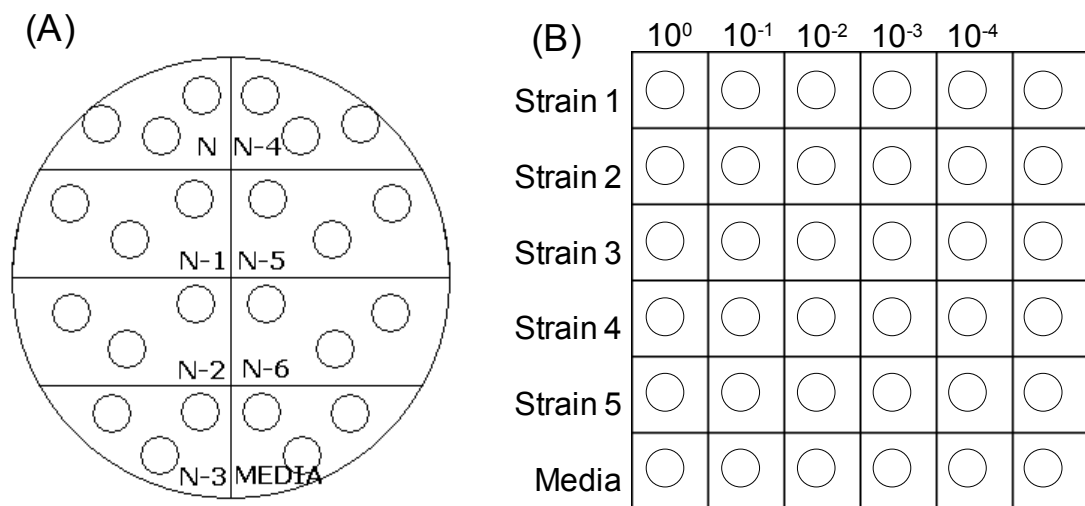 (A)
N N-4
N-1 N-5
N-2 N-6
N-3 MEDIA
(B)
10⁰ 10⁻¹ 10⁻² 10⁻³ 10⁻⁴
Strain 1
Strain 2
Strain 3
Strain 4
Strain 5
Media